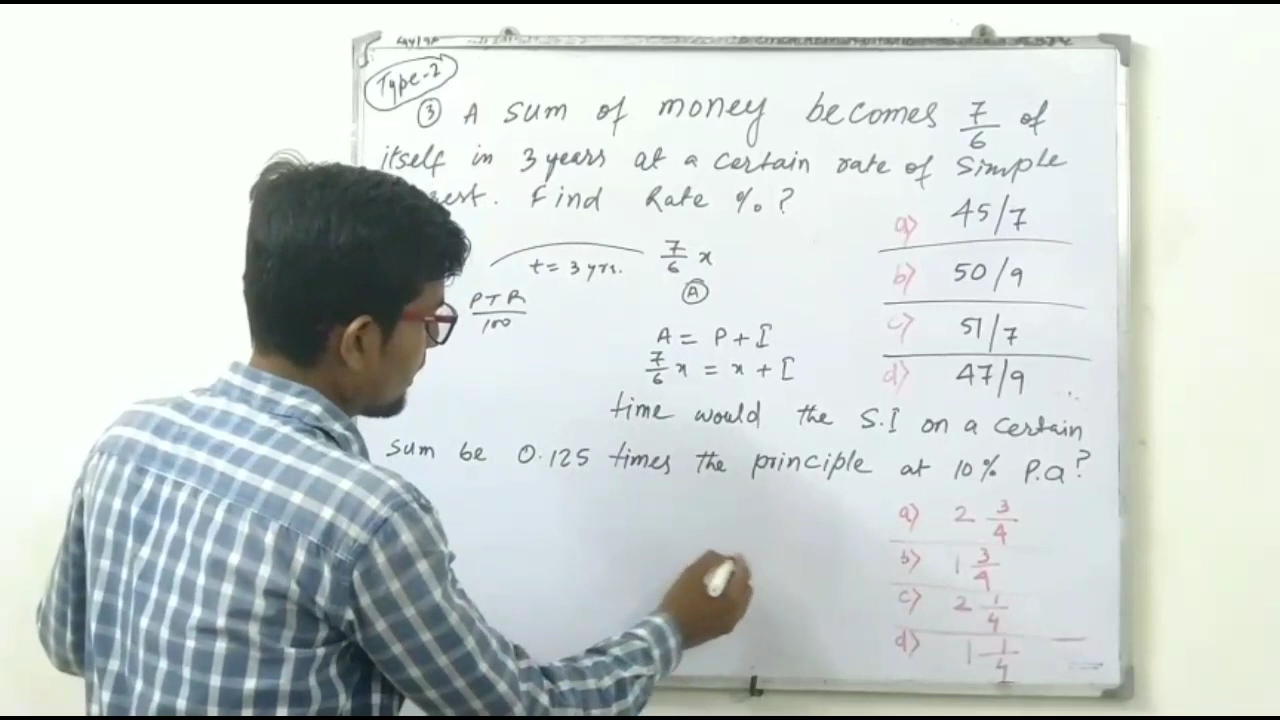 Type-2
③ A sum of money becomes 7/6 of
itself in 3 years at a certain rate of Simple
Find Rate %?
a) 45/7
b) 50/9
c) 51/7
d) 47/9
t = 3 yrs. 7/6 x
Ⓐ
PTR/100
A = P + I
7/6 x = x + I
time would the S.I on a certain
sum be 0.125 times the principle at 10% P.a?
a) 2 3/4
b) 1 3/4
c) 2 1/4
d) 1 1/4